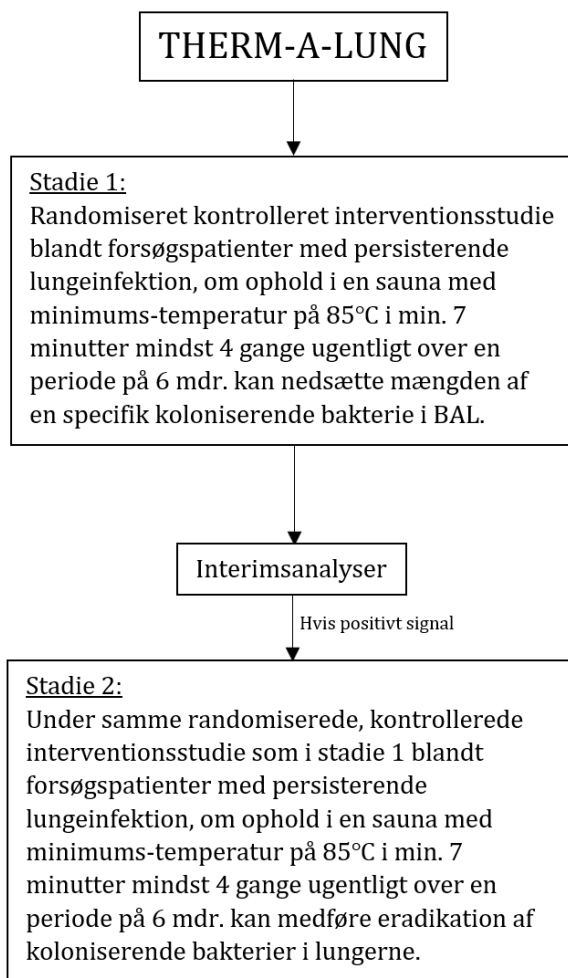 THERM-A-LUNG
Stadie 1:
Randomiseret kontrolleret interventionsstudie
blandt forsøgspatienter med persisterende
lungeinfektion, om ophold i en sauna med
minimums-temperatur på 85°C i min. 7
minutter mindst 4 gange ugentligt over en
periode på 6 mdr. kan nedsætte mængden af
en specifik koloniserende bakterie i BAL.
Interimsanalyser
Hvis positivt signal
Stadie 2:
Under samme randomiserede, kontrollerede
interventionsstudie som i stadie 1 blandt
forsøgspatienter med persisterende
lungeinfektion, om ophold i en sauna med
minimums-temperatur på 85°C i min. 7
minutter mindst 4 gange ugentligt over en
periode på 6 mdr. kan medføre eradikation af
koloniserende bakterier i lungerne.